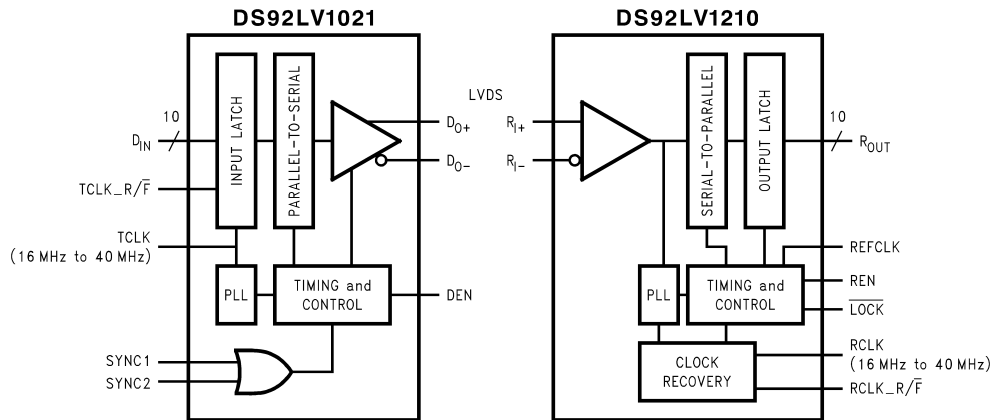 DS92LV1021
DS92LV1210
10
D_IN
TCLK_R/F̅
TCLK
(16 MHz to 40 MHz)
INPUT LATCH
PARALLEL-TO-SERIAL
PLL
TIMING and
CONTROL
SYNC1
SYNC2
LVDS
D_O+
D_O−
DEN
R_I+
R_I−
SERIAL-TO-PARALLEL
OUTPUT LATCH
10
R_OUT
PLL
TIMING and
CONTROL
CLOCK
RECOVERY
REFCLK
REN
L̅O̅C̅K̅
RCLK
(16 MHz to 40 MHz)
RCLK_R/F̅